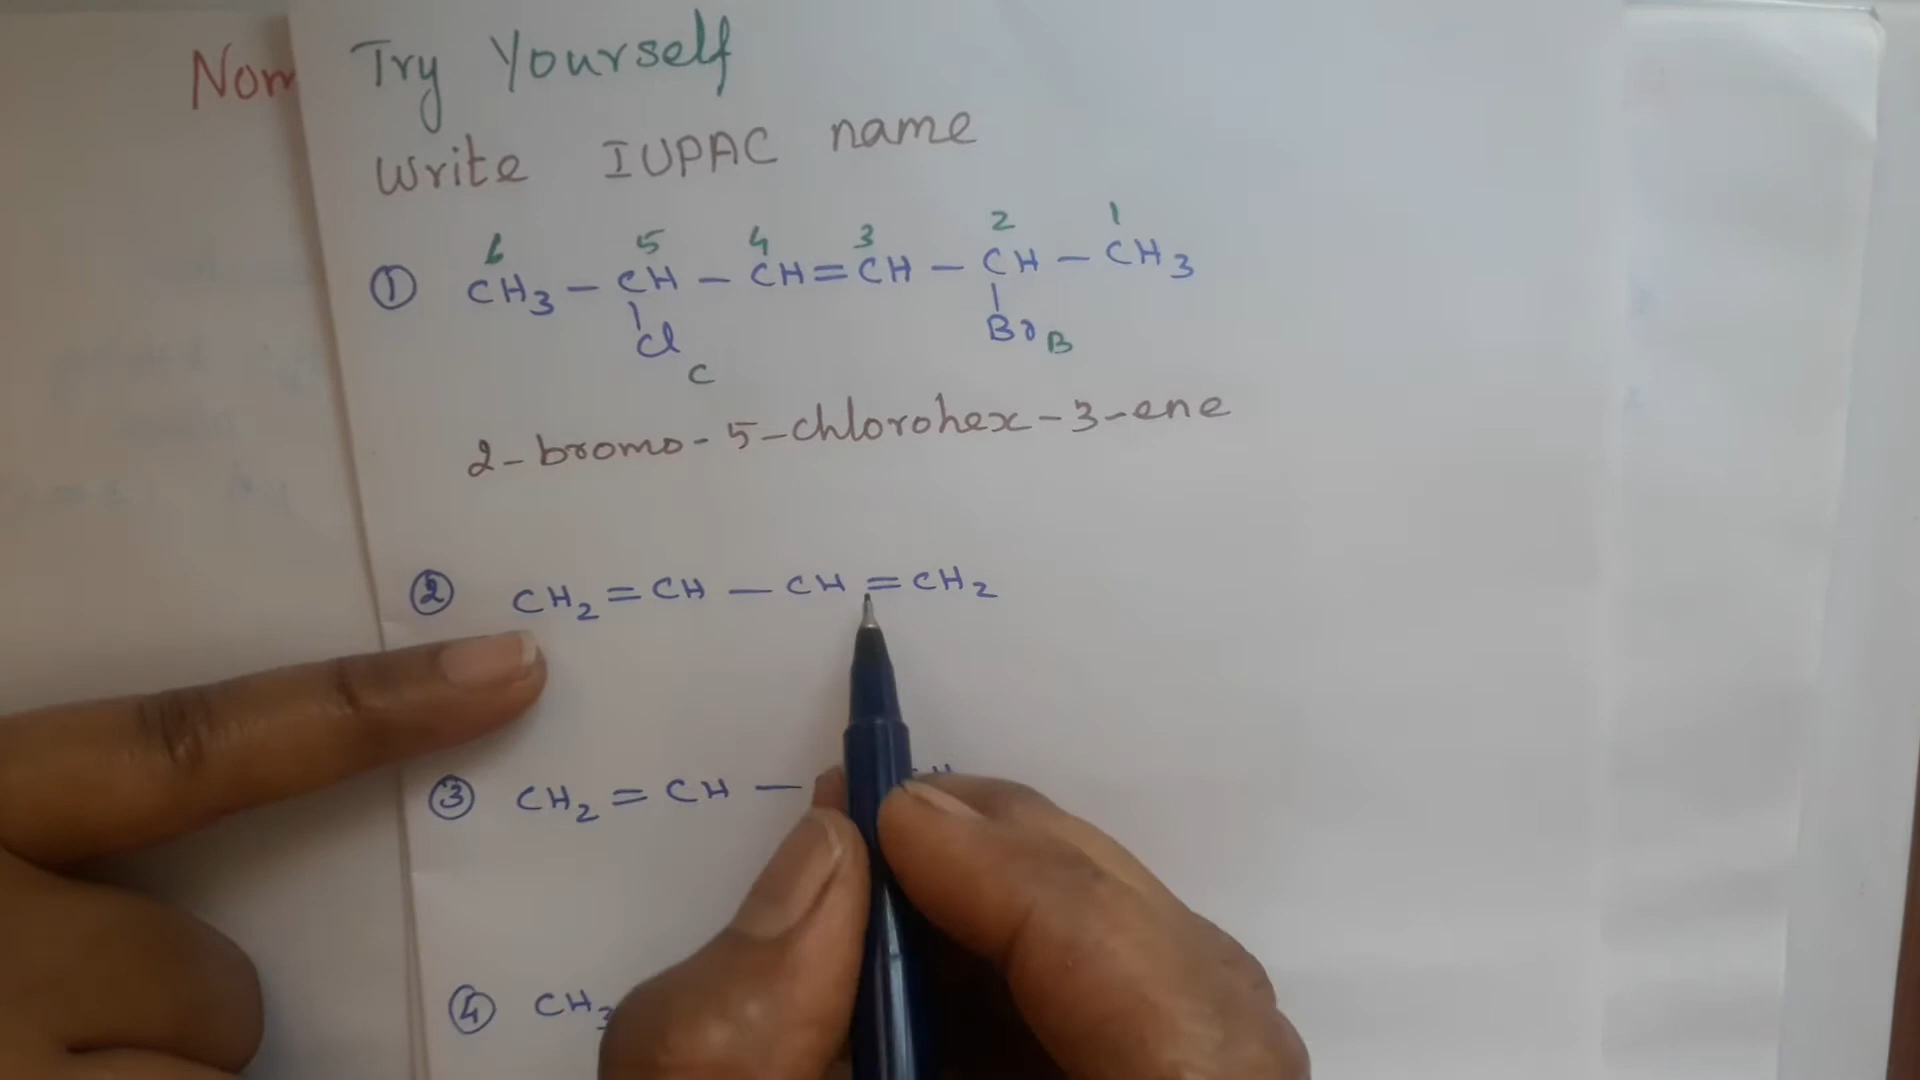 Nom
Try Yourself
Write IUPAC name
6 5 4 3 2 1
① CH3 – CH – CH = CH – CH – CH3
Cl Br B
C
2-bromo-5-chlorohex-3-ene
② CH2 = CH – CH = CH2
③ CH2 = CH –
④ CH3